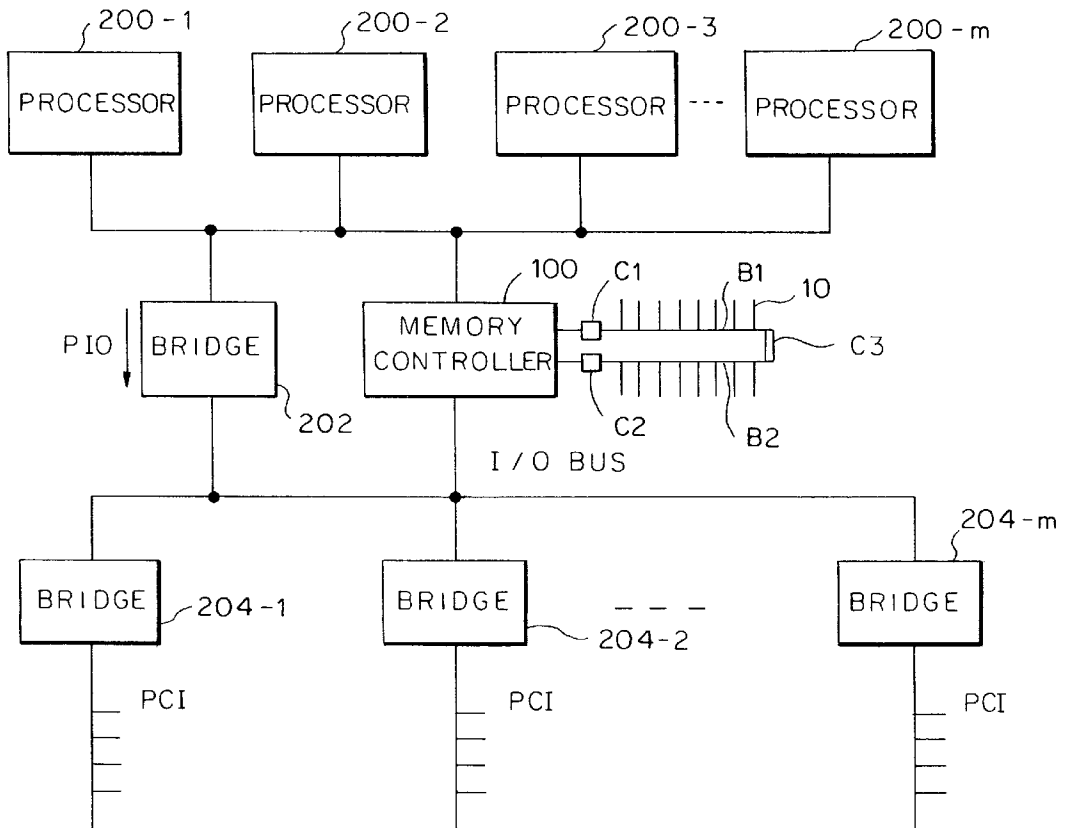 200-1
200-2
200-3
200-m
PROCESSOR
PROCESSOR
PROCESSOR
---
PROCESSOR
100
C1
B1
10
PIO
BRIDGE
MEMORY
CONTROLLER
C3
202
C2
B2
I/O BUS
204-m
BRIDGE
204-1
BRIDGE
204-2
---
BRIDGE
PCI
PCI
PCI